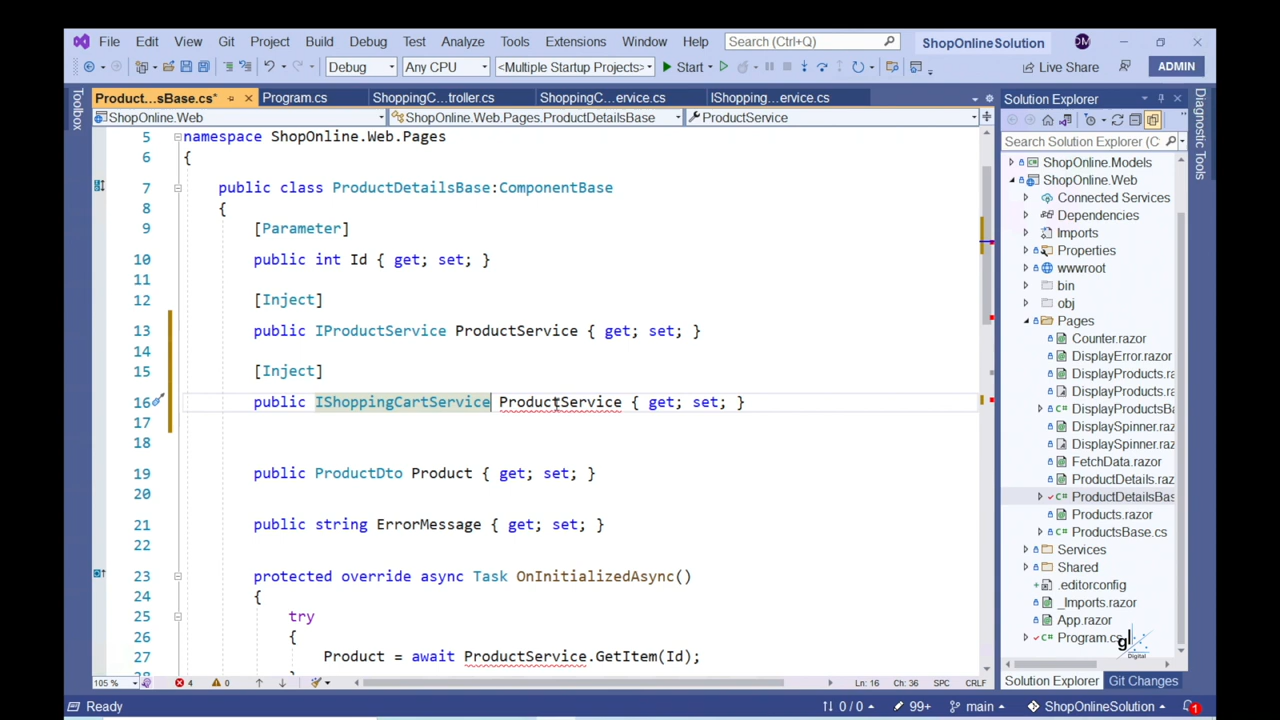 File Edit View Git Project Build Debug Test Analyze Tools Extensions Window Help Search (Ctrl+Q) ShopOnlineSolution DM
Debug Any CPU <Multiple Startup Projects> Start Live Share ADMIN
Toolbox
Product...sBase.cs* Program.cs ShoppingC...troller.cs ShoppingC...ervice.cs IShopping...ervice.cs
ShopOnline.Web ShopOnline.Web.Pages.ProductDetailsBase ProductService
5 namespace ShopOnline.Web.Pages
6 {
7 public class ProductDetailsBase:ComponentBase
8 {
9 [Parameter]
10 public int Id { get; set; }
11
12 [Inject]
13 public IProductService ProductService { get; set; }
14
15 [Inject]
16 public IShoppingCartService ProductService { get; set; }
17
18
19 public ProductDto Product { get; set; }
20
21 public string ErrorMessage { get; set; }
22
23 protected override async Task OnInitializedAsync()
24 {
25 try
26 {
27 Product = await ProductService.GetItem(Id);
28 }
105 % 4 0 Ln: 16 Ch: 36 SPC CRLF
Solution Explorer
Search Solution Explorer (C
ShopOnline.Models
ShopOnline.Web
Connected Services
Dependencies
Imports
Properties
wwwroot
bin
obj
Pages
Counter.razor
DisplayError.razor
DisplayProducts.r
DisplayProducts.r
DisplayProductsB
DisplaySpinner.raz
DisplaySpinner.raz
FetchData.razor
ProductDetails.raz
ProductDetailsBas
Products.razor
ProductsBase.cs
Services
Shared
.editorconfig
_Imports.razor
App.razor
Program.cs
gl
Digital
Solution Explorer Git Changes
Diagnostic Tools
Ready 0 / 0 99+ main ShopOnlineSolution 1